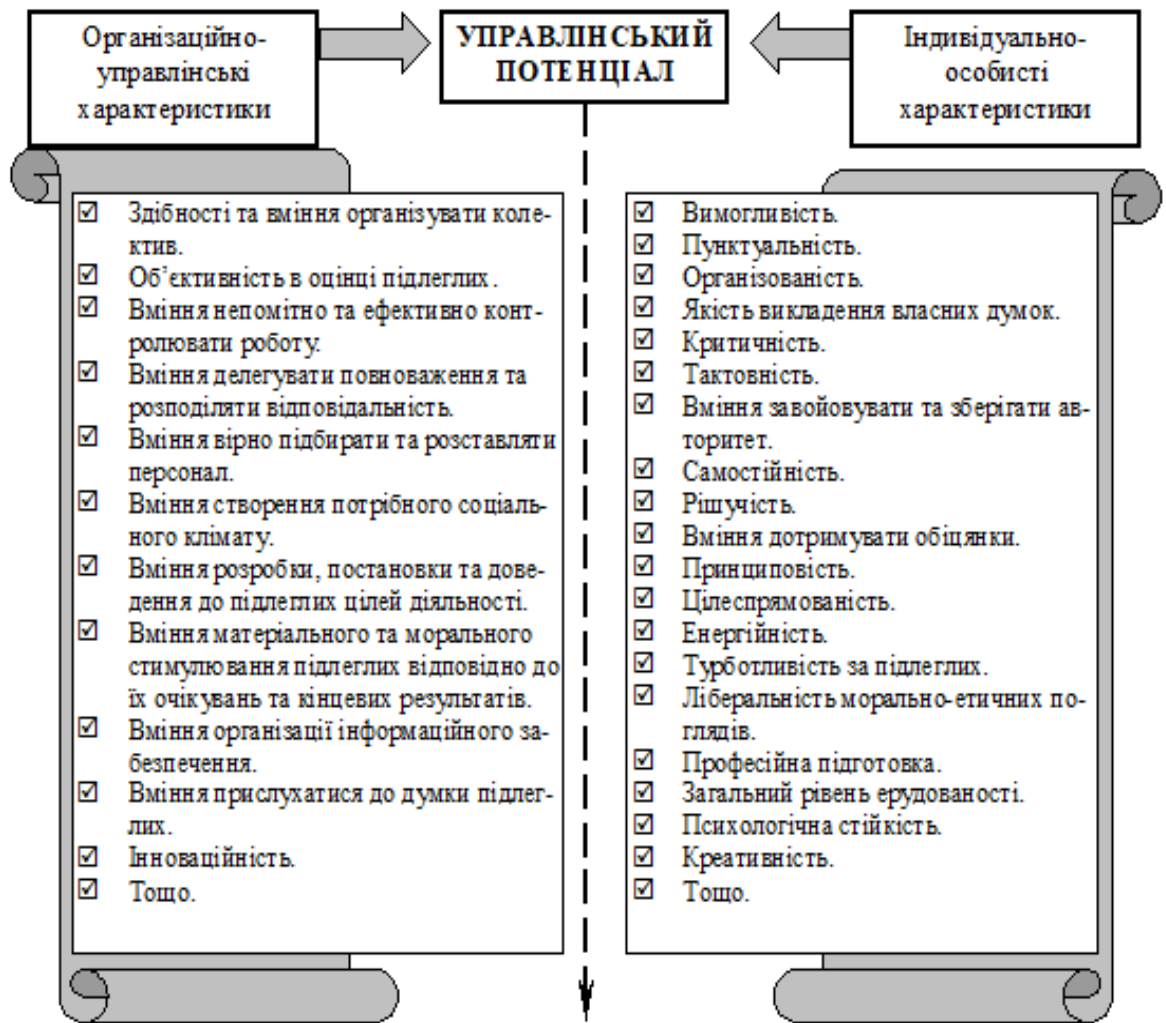 Організаційно-
управлінські
характеристики
УПРАВЛІНСЬКИЙ
ПОТЕНЦІАЛ
Індивідуально-
особисті
характеристики
☑ Здібності та вміння організувати колек-
тив.
☑ Об’єктивність в оцінці підлеглих.
☑ Вміння непомітно та ефективно конт-
ролювати роботу.
☑ Вміння делегувати повноваження та
розподіляти відповідальність.
☑ Вміння вірно підбирати та розставляти
персонал.
☑ Вміння створення потрібного соціаль-
ного клімату.
☑ Вміння розробки, постановки та дове-
дення до підлеглих цілей діяльності.
☑ Вміння матеріального та морального
стимулювання підлеглих відповідно до
їх очікувань та кінцевих результатів.
☑ Вміння організації інформаційного за-
безпечення.
☑ Вміння прислухатися до думки підлег-
лих.
☑ Інноваційність.
☑ Тощо.
☑ Вимогливість.
☑ Пунктуальність.
☑ Організованість.
☑ Якість викладення власних думок.
☑ Критичність.
☑ Тактовність.
☑ Вміння завойовувати та зберігати ав-
торитет.
☑ Самостійність.
☑ Рішучість.
☑ Вміння дотримувати обіцянки.
☑ Принциповість.
☑ Цілеспрямованість.
☑ Енергійність.
☑ Турботливість за підлеглих.
☑ Ліберальність морально-етичних по-
глядів.
☑ Професійна підготовка.
☑ Загальний рівень ерудованості.
☑ Психологічна стійкість.
☑ Креативність.
☑ Тощо.